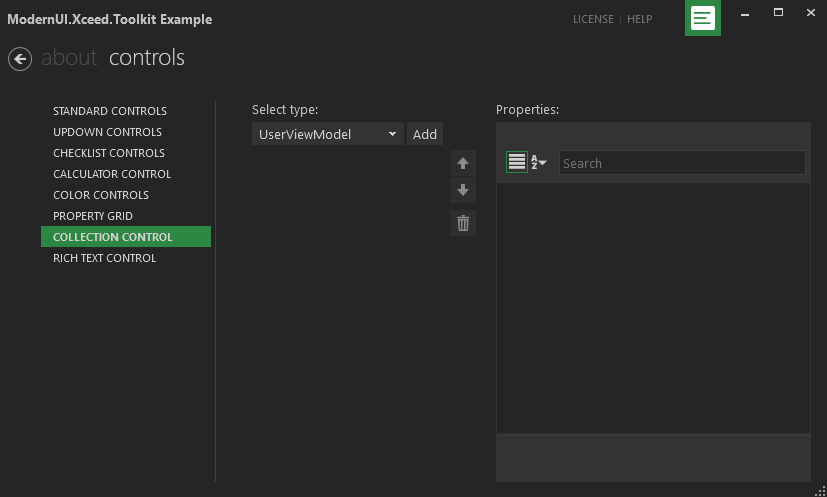 ModernUI.Xceed.Toolkit Example
LICENSE | HELP
about controls
STANDARD CONTROLS
UPDOWN CONTROLS
CHECKLIST CONTROLS
CALCULATOR CONTROL
COLOR CONTROLS
PROPERTY GRID
COLLECTION CONTROL
RICH TEXT CONTROL
Select type:
UserViewModel
Add
Properties:
A
Z
Search